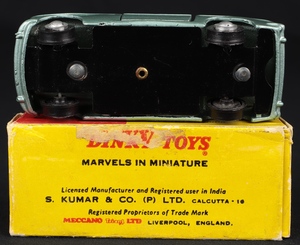 DINKY TOYS
MARVELS IN MINIATURE
Licensed Manufacturer and Registered user in India
S. KUMAR & CO. (P) LTD. CALCUTTA-16
Registered Proprietors of Trade Mark
MECCANO LTD LIVERPOOL, ENGLAND.